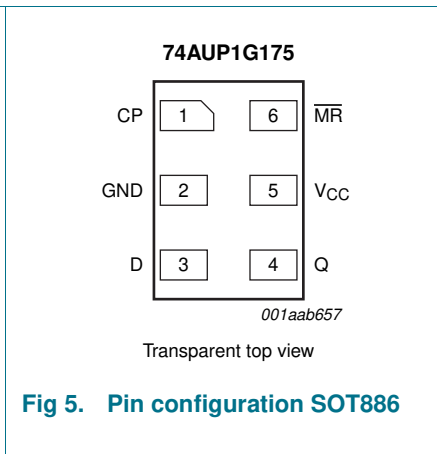 74AUP1G175
CP 1 6 M̅R̅
GND 2 5 VCC
D 3 4 Q
001aab657
Transparent top view
Fig 5. Pin configuration SOT886